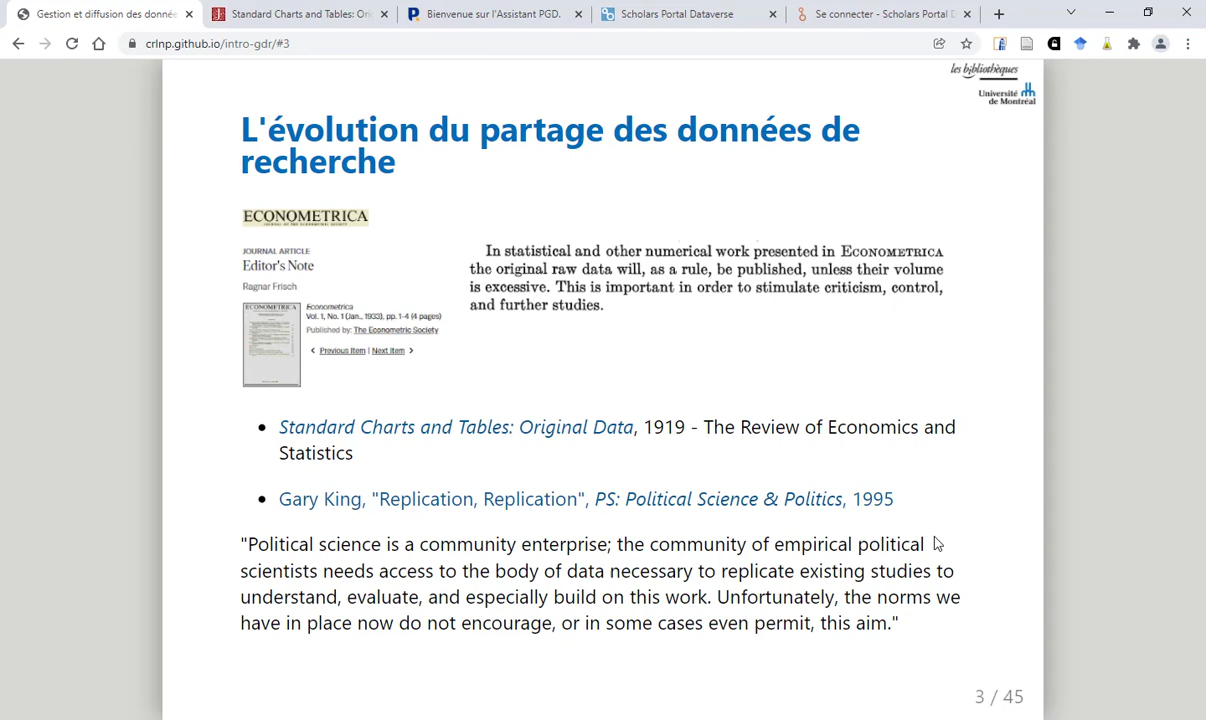 Gestion et diffusion des donnée
Standard Charts and Tables: Ori
Bienvenue sur l'Assistant PGD.
Scholars Portal Dataverse
Se connecter - Scholars Portal D
crlnp.github.io/intro-gdr/#3
les bibliothèques
Université
de Montréal
L'évolution du partage des données de
recherche
ECONOMETRICA
JOURNAL OF THE ECONOMETRIC SOCIETY
JOURNAL ARTICLE
Editor's Note
Ragnar Frisch
ECONOMETRICA
Econometrica
Vol. 1, No. 1 (Jan., 1933), pp. 1-4 (4 pages)
Published by: The Econometric Society
< Previous Item | Next Item >
In statistical and other numerical work presented in ECONOMETRICA
the original raw data will, as a rule, be published, unless their volume
is excessive. This is important in order to stimulate criticism, control,
and further studies.
• Standard Charts and Tables: Original Data, 1919 - The Review of Economics and
Statistics
• Gary King, "Replication, Replication", PS: Political Science & Politics, 1995
"Political science is a community enterprise; the community of empirical political
scientists needs access to the body of data necessary to replicate existing studies to
understand, evaluate, and especially build on this work. Unfortunately, the norms we
have in place now do not encourage, or in some cases even permit, this aim."
3 / 45